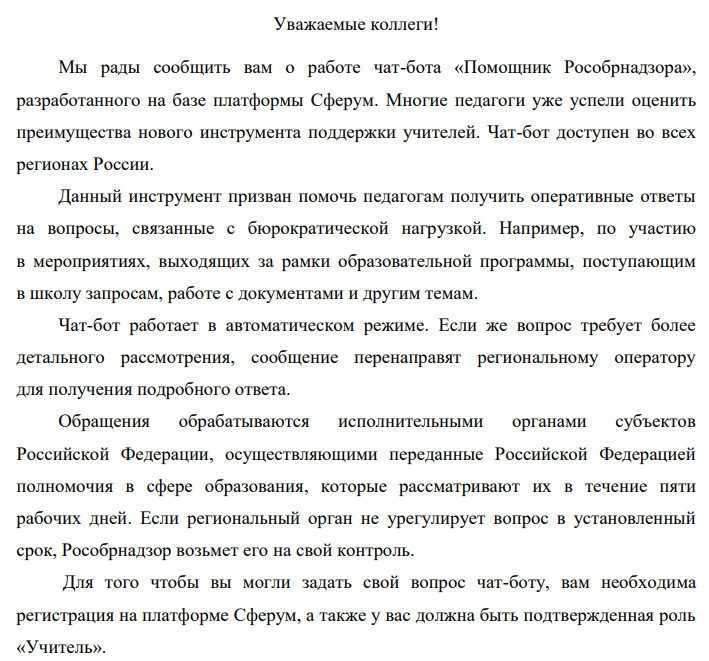 Уважаемые коллеги!
Мы рады сообщить вам о работе чат-бота «Помощник Рособрнадзора»,
разработанного на базе платформы Сферум. Многие педагоги уже успели оценить
преимущества нового инструмента поддержки учителей. Чат-бот доступен во всех
регионах России.
Данный инструмент призван помочь педагогам получить оперативные ответы
на вопросы, связанные с бюрократической нагрузкой. Например, по участию
в мероприятиях, выходящих за рамки образовательной программы, поступающим
в школу запросам, работе с документами и другим темам.
Чат-бот работает в автоматическом режиме. Если же вопрос требует более
детального рассмотрения, сообщение перенаправят региональному оператору
для получения подробного ответа.
Обращения обрабатываются исполнительными органами субъектов
Российской Федерации, осуществляющими переданные Российской Федерацией
полномочия в сфере образования, которые рассматривают их в течение пяти
рабочих дней. Если региональный орган не урегулирует вопрос в установленный
срок, Рособрнадзор возьмет его на свой контроль.
Для того чтобы вы могли задать свой вопрос чат-боту, вам необходима
регистрация на платформе Сферум, а также у вас должна быть подтвержденная роль
«Учитель».